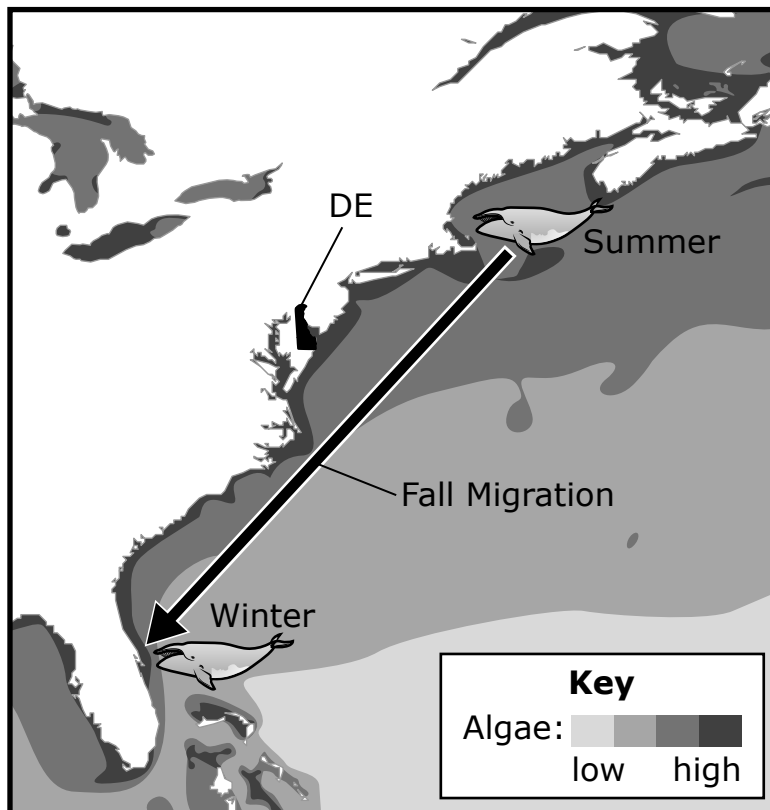 DE
Summer
Fall Migration
Winter
Key
Algae:
low high